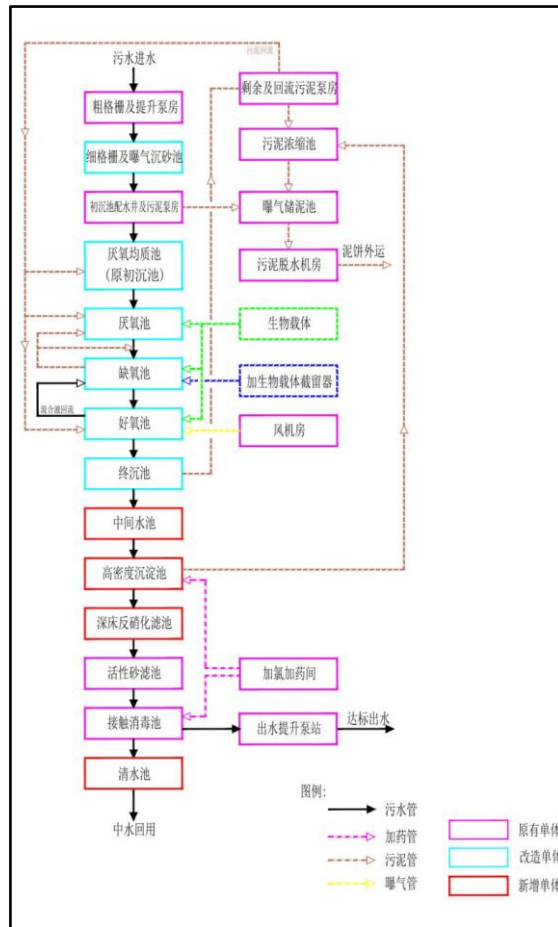 污泥回流
污水进水
剩余及回流污泥泵房
粗格栅及提升泵房
污泥浓缩池
细格栅及曝气沉砂池
初沉池配水井及污泥泵房
曝气储泥池
厌氧均质池
(原初沉池)
污泥脱水机房
泥饼外运
厌氧池
生物载体
缺氧池
加生物载体截留器
混合液回流
好氧池
风机房
终沉池
中间水池
高密度沉淀池
深床反硝化滤池
活性砂滤池
加氯加药间
接触消毒池
出水提升泵站
达标出水
清水池
中水回用
图例:
污水管
加药管
污泥管
曝气管
原有单体
改造单体
新增单体